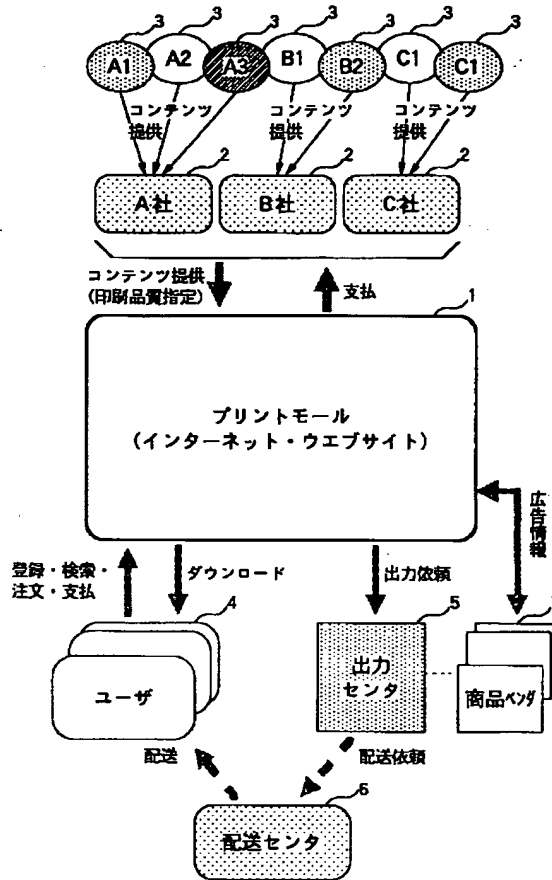 3 3 3 3 3 3 3
A1 A2 A3 B1 B2 C1 C1
コンテンツ 提供
コンテンツ 提供
コンテンツ 提供
2 2 2
A社 B社 C社
コンテンツ提供
(印刷品質指定)
支払
1
プリントモール
(インターネット・ウエブサイト)
広告情報
登録・検索・
注文・支払
ダウンロード
出力依頼
4 5
ユーザ
出力
センタ
商品ベンダ
配送
配送依頼
6
配送センタ